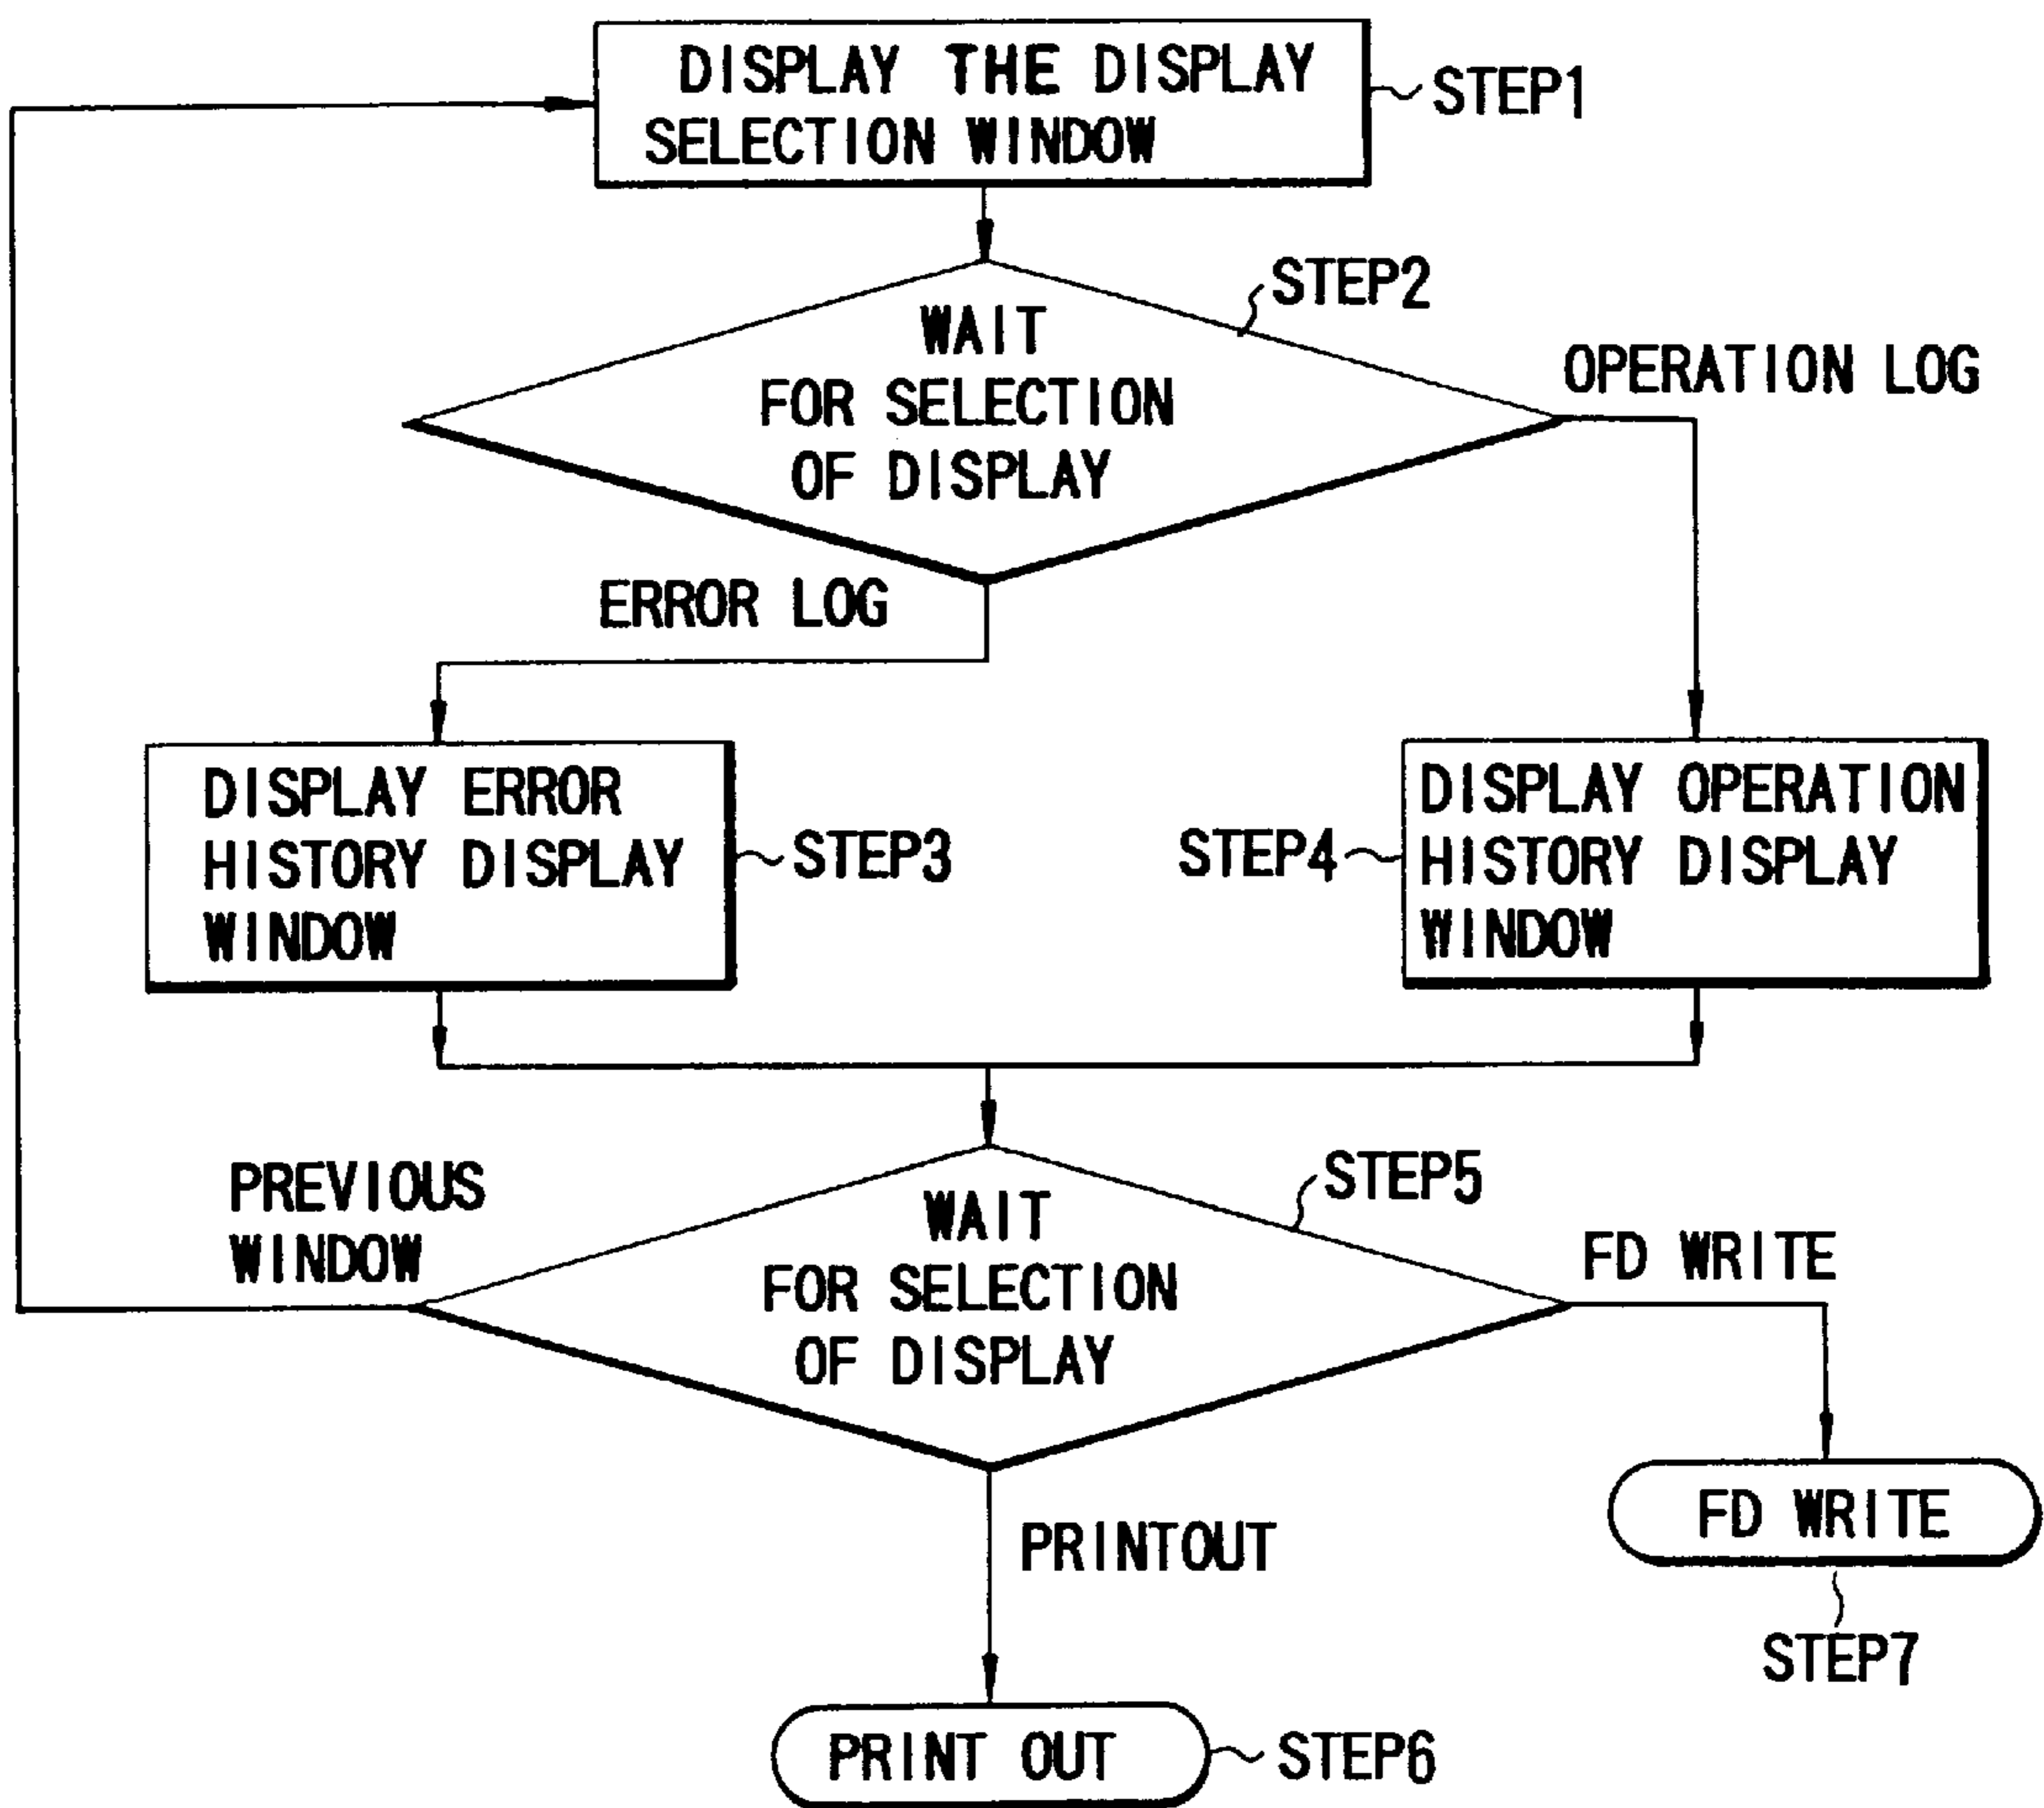 DISPLAY THE DISPLAY
SELECTION WINDOW
STEP1
STEP2
WAIT
FOR SELECTION
OF DISPLAY
OPERATION LOG
ERROR LOG
DISPLAY ERROR
HISTORY DISPLAY
WINDOW
STEP3
STEP4
DISPLAY OPERATION
HISTORY DISPLAY
WINDOW
PREVIOUS
WINDOW
STEP5
WAIT
FOR SELECTION
OF DISPLAY
FD WRITE
FD WRITE
STEP7
PRINTOUT
PRINT OUT
STEP6